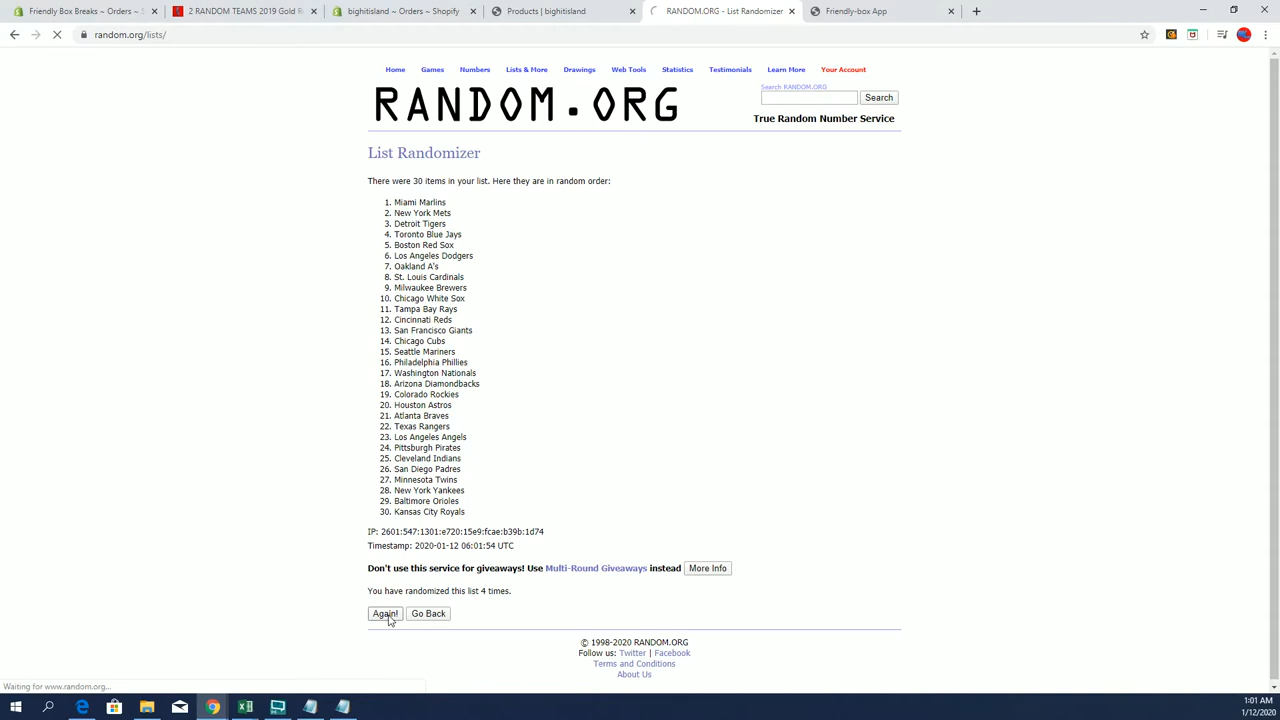 Friendly Box Breaks ~ Orders ~
2 RANDOM TEAMS 2019 Gold R
bighitisland ~ Orders ~ Shopify
Products | bighitisland
RANDOM.ORG - List Randomizer
Friendly-box App
random.org/lists/
Home Games Numbers Lists & More Drawings Web Tools Statistics Testimonials Learn More Your Account
RANDOM.ORG
Search RANDOM.ORG
Search
True Random Number Service
List Randomizer
There were 30 items in your list. Here they are in random order:
1. Miami Marlins
2. New York Mets
3. Detroit Tigers
4. Toronto Blue Jays
5. Boston Red Sox
6. Los Angeles Dodgers
7. Oakland A's
8. St. Louis Cardinals
9. Milwaukee Brewers
10. Chicago White Sox
11. Tampa Bay Rays
12. Cincinnati Reds
13. San Francisco Giants
14. Chicago Cubs
15. Seattle Mariners
16. Philadelphia Phillies
17. Washington Nationals
18. Arizona Diamondbacks
19. Colorado Rockies
20. Houston Astros
21. Atlanta Braves
22. Texas Rangers
23. Los Angeles Angels
24. Pittsburgh Pirates
25. Cleveland Indians
26. San Diego Padres
27. Minnesota Twins
28. New York Yankees
29. Baltimore Orioles
30. Kansas City Royals
IP: 2601:547:1301:e720:15e9:fcae:b39b:1d74
Timestamp: 2020-01-12 06:01:54 UTC
Don't use this service for giveaways! Use Multi-Round Giveaways instead More Info
You have randomized this list 4 times.
Again! Go Back
© 1998-2020 RANDOM.ORG
Follow us: Twitter | Facebook
Terms and Conditions
About Us
Waiting for www.random.org...
1:01 AM
1/12/2020